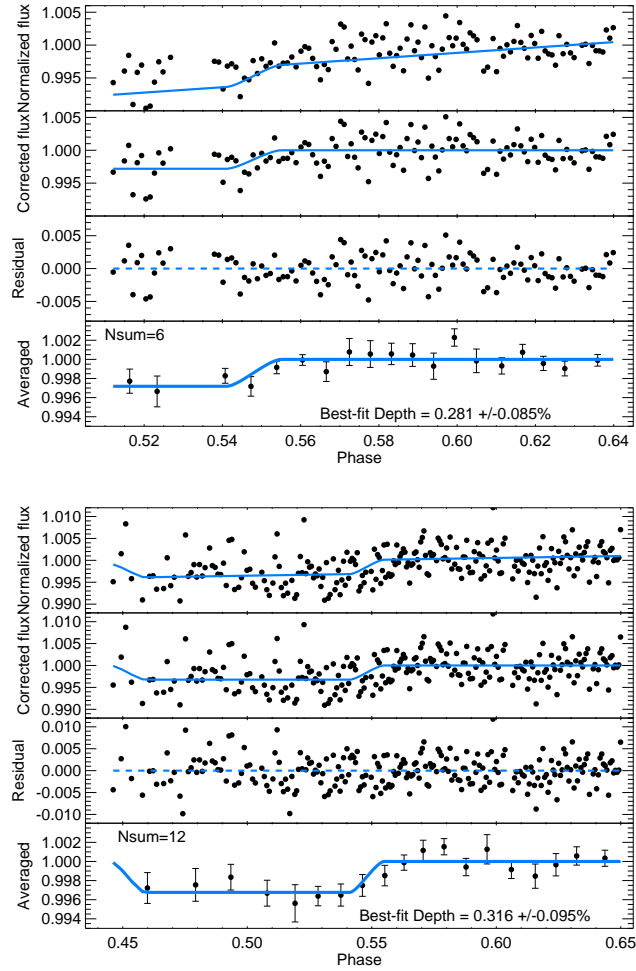 Normalized flux
1.005
1.000
0.995
Corrected flux
1.005
1.000
0.995
Residual
0.005
0.000
-0.005
Averaged
1.002
1.000
0.998
0.996
0.994
Nsum=6
Best-fit Depth = 0.281 +/-0.085%
0.52 0.54 0.56 0.58 0.60 0.62 0.64
Phase
Normalized flux
1.010
1.005
1.000
0.995
0.990
Corrected flux
1.010
1.005
1.000
0.995
0.990
Residual
0.010
0.005
0.000
-0.005
-0.010
Averaged
1.002
1.000
0.998
0.996
0.994
Nsum=12
Best-fit Depth = 0.316 +/-0.095%
0.45 0.50 0.55 0.60 0.65
Phase